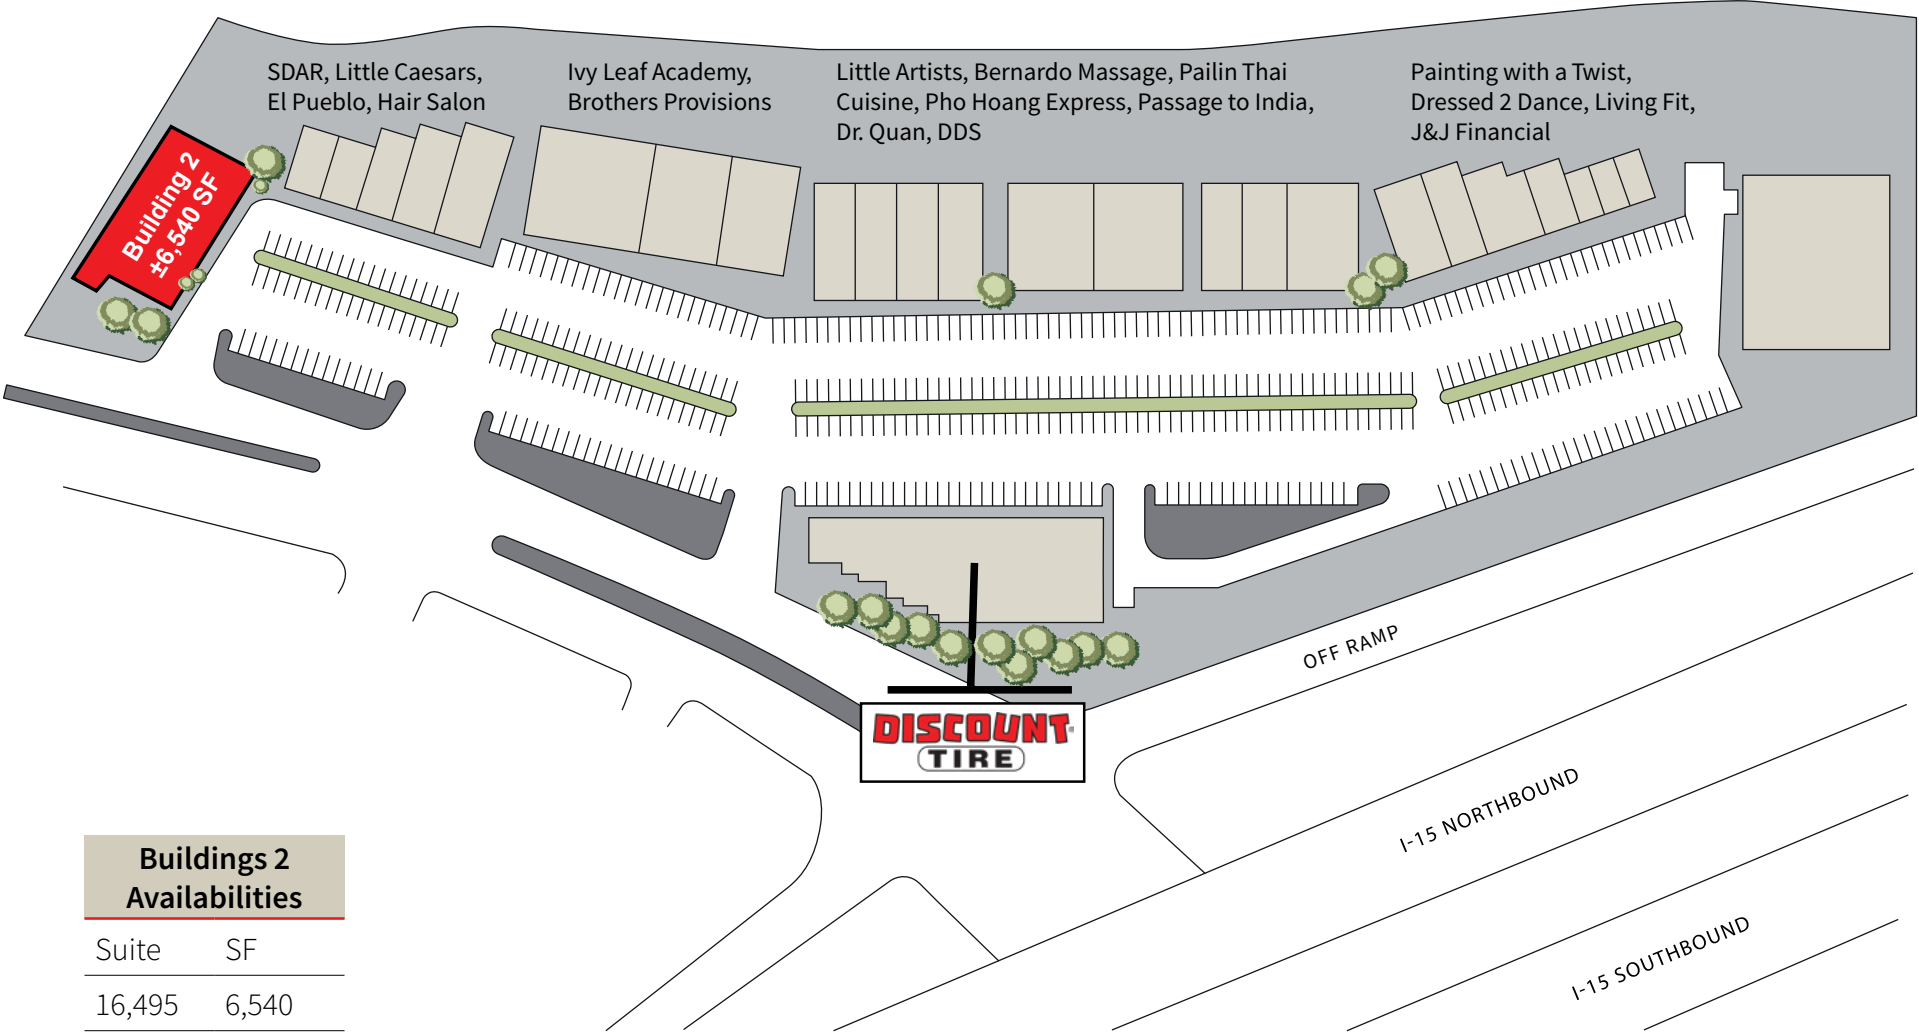 SDAR, Little Caesars,
El Pueblo, Hair Salon
Ivy Leaf Academy,
Brothers Provisions
Little Artists, Bernardo Massage, Pailin Thai
Cuisine, Pho Hoang Express, Passage to India,
Dr. Quan, DDS
Painting with a Twist,
Dressed 2 Dance, Living Fit,
J&J Financial
Building 2
±6,540 SF
OFF RAMP
DISCOUNT
TIRE
I-15 NORTHBOUND
I-15 SOUTHBOUND
Buildings 2
Availabilities
Suite SF
16,495 6,540